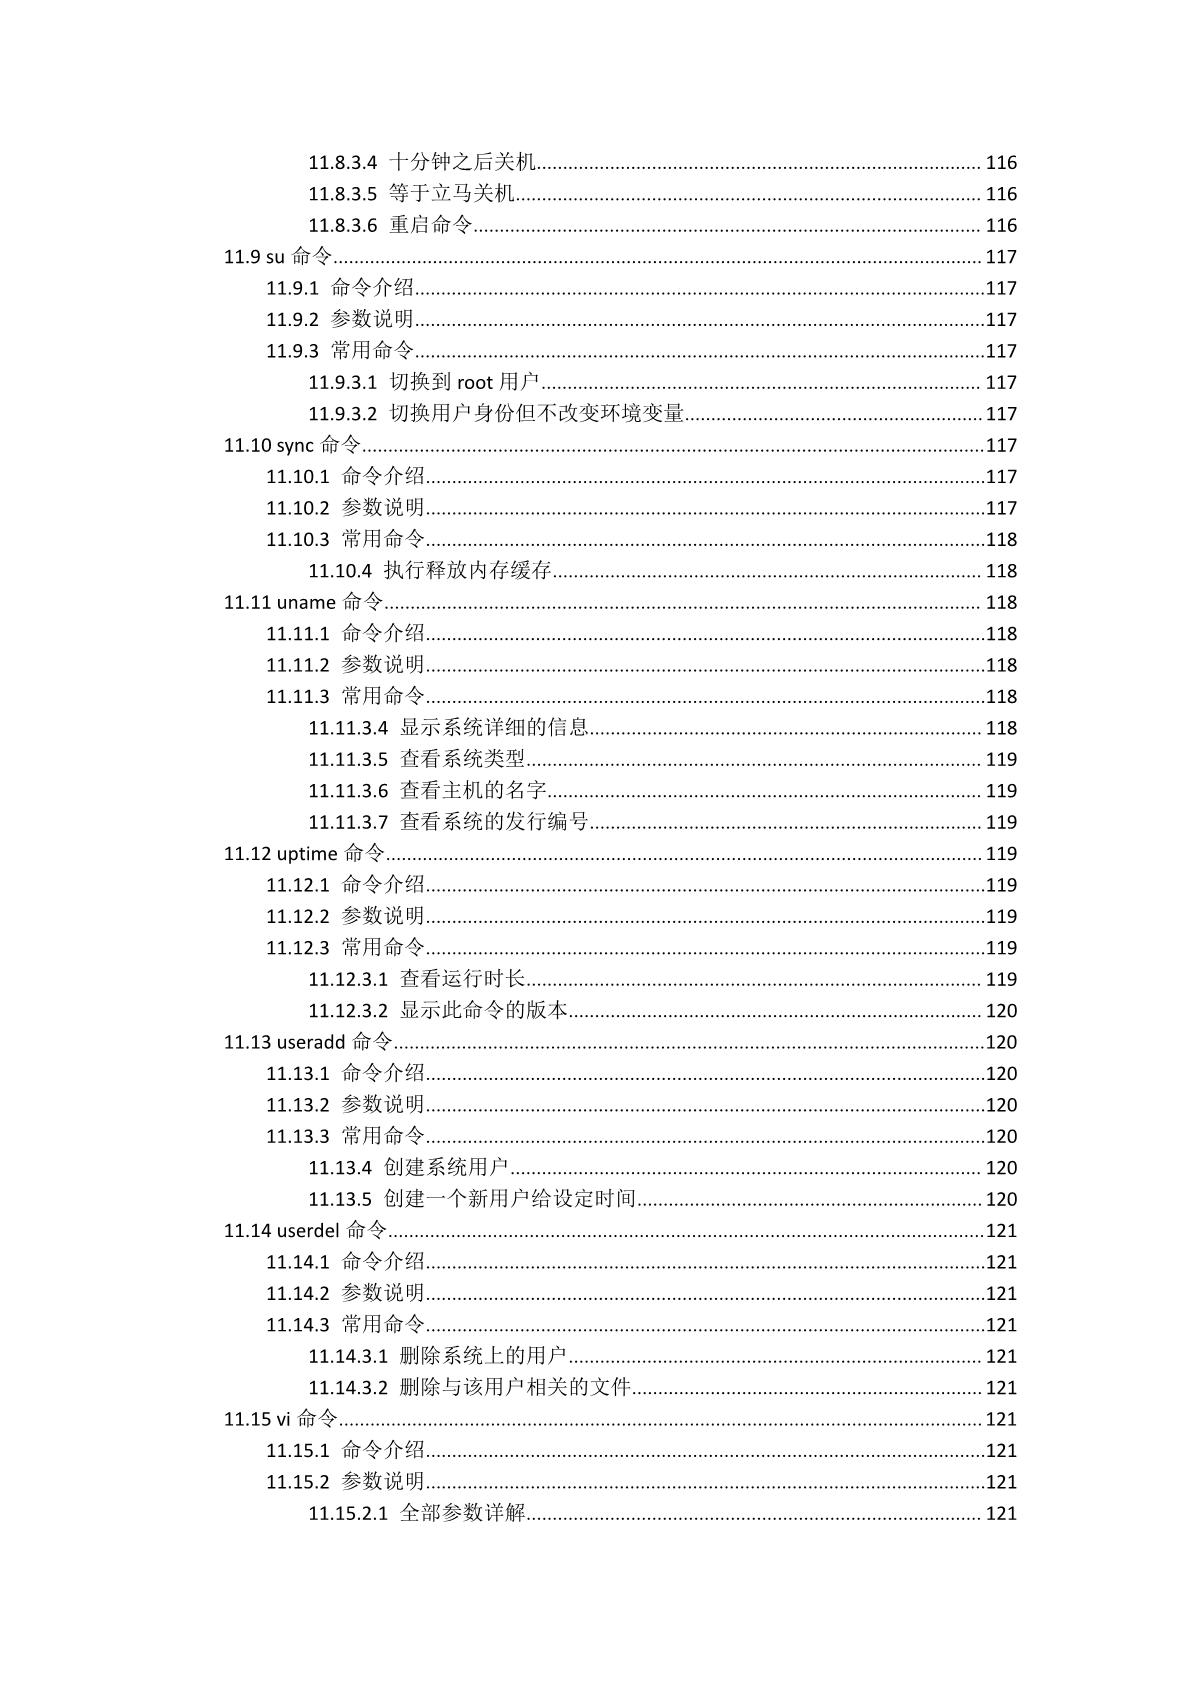 11.8.3.4 十分钟之后关机 116
11.8.3.5 等于立马关机 116
11.8.3.6 重启命令 116
11.9 su 命令 117
11.9.1 命令介绍 117
11.9.2 参数说明 117
11.9.3 常用命令 117
11.9.3.1 切换到 root 用户 117
11.9.3.2 切换用户身份但不改变环境变量 117
11.10 sync 命令 117
11.10.1 命令介绍 117
11.10.2 参数说明 117
11.10.3 常用命令 118
11.10.4 执行释放内存缓存 118
11.11 uname 命令 118
11.11.1 命令介绍 118
11.11.2 参数说明 118
11.11.3 常用命令 118
11.11.3.4 显示系统详细的信息 118
11.11.3.5 查看系统类型 119
11.11.3.6 查看主机的名字 119
11.11.3.7 查看系统的发行编号 119
11.12 uptime 命令 119
11.12.1 命令介绍 119
11.12.2 参数说明 119
11.12.3 常用命令 119
11.12.3.1 查看运行时长 119
11.12.3.2 显示此命令的版本 120
11.13 useradd 命令 120
11.13.1 命令介绍 120
11.13.2 参数说明 120
11.13.3 常用命令 120
11.13.4 创建系统用户 120
11.13.5 创建一个新用户给设定时间 120
11.14 userdel 命令 121
11.14.1 命令介绍 121
11.14.2 参数说明 121
11.14.3 常用命令 121
11.14.3.1 删除系统上的用户 121
11.14.3.2 删除与该用户相关的文件 121
11.15 vi 命令 121
11.15.1 命令介绍 121
11.15.2 参数说明 121
11.15.2.1 全部参数详解 121